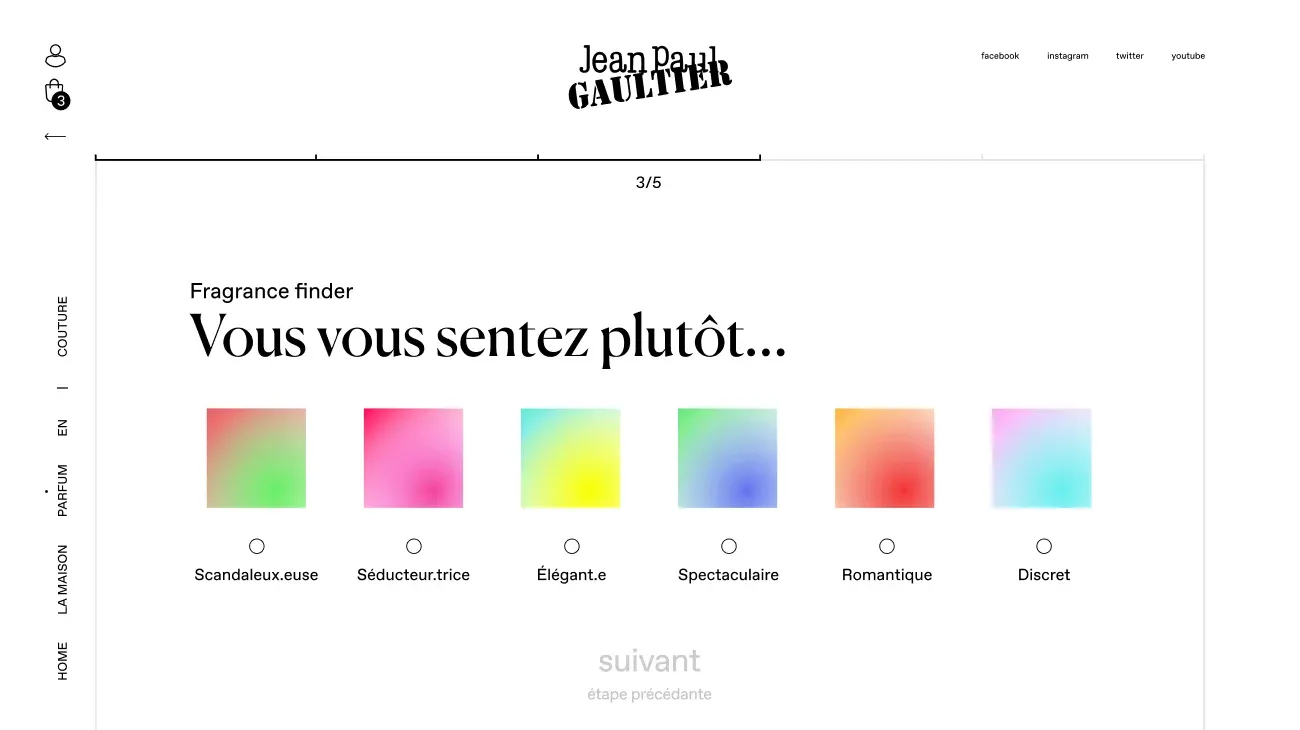 Jean Paul
GAULTIER
facebook instagram twitter youtube
3
3/5
Fragrance finder
Vous vous sentez plutôt...
Scandaleux.euse Séducteur.trice Élégant.e Spectaculaire Romantique Discret
suivant
étape précédante
HOME LA MAISON PARFUM EN | COUTURE